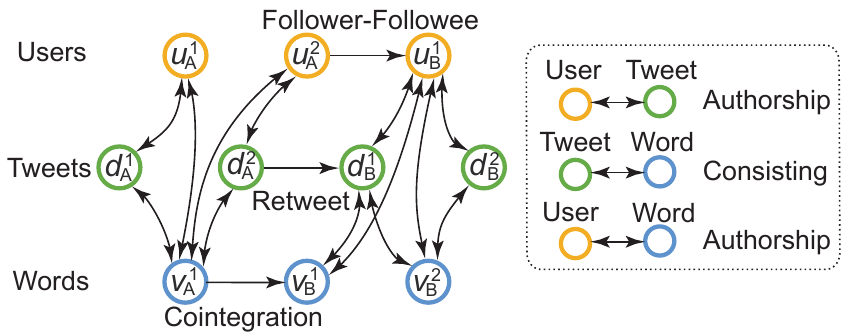 Follower-Followee
Users u_A^1 u_A^2 u_B^1
Tweets d_A^1 d_A^2 d_B^1 d_B^2
Retweet
Words v_A^1 v_B^1 v_B^2
Cointegration
User Tweet
Authorship
Tweet Word
Consisting
User Word
Authorship